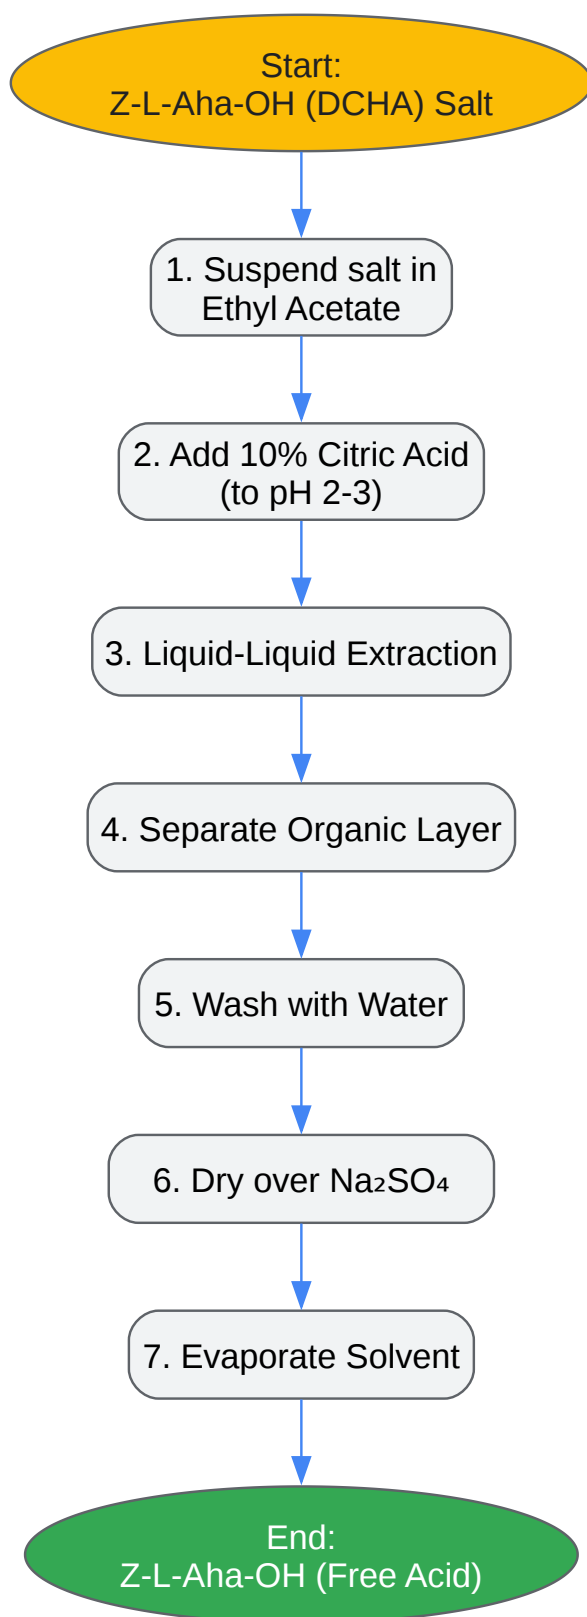 Start:
Z-L-Aha-OH (DCHA) Salt
1. Suspend salt in
Ethyl Acetate
2. Add 10% Citric Acid
(to pH 2-3)
3. Liquid-Liquid Extraction
4. Separate Organic Layer
5. Wash with Water
6. Dry over Na₂SO₄
7. Evaporate Solvent
End:
Z-L-Aha-OH (Free Acid)